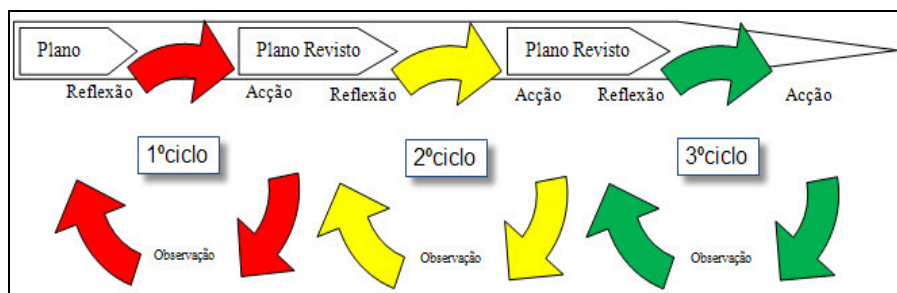 Plano
Plano Revisto
Plano Revisto
Reflexão
Acção
Reflexão
Acção
Reflexão
Acção
1ºciclo
2ºciclo
3ºciclo
Observação
Observação
Observação